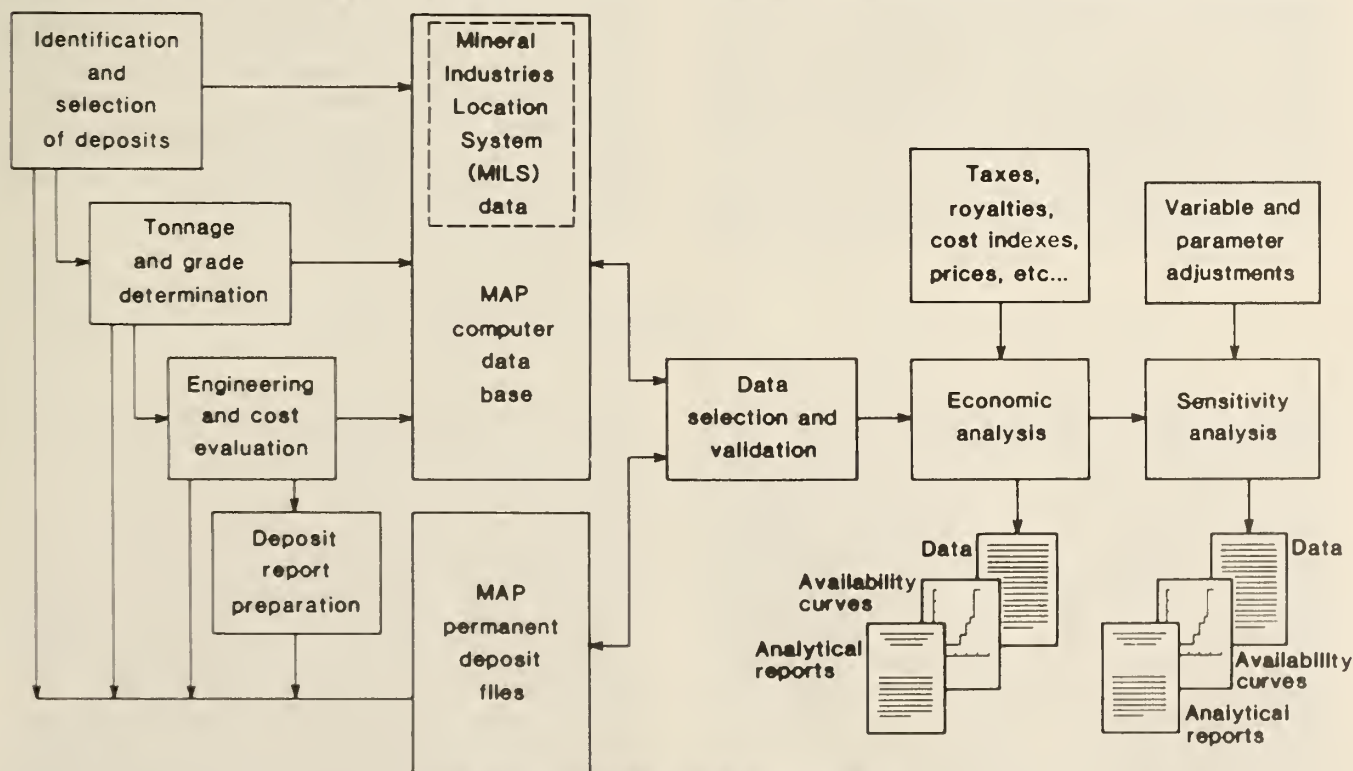 Identification
and
selection
of deposits
Tonnage
and grade
determination
Engineering
and cost
evaluation
Deposit
report
preparation
Mineral
Industries
Location
System
(MILS)
data
MAP
computer
data
base
MAP
permanent
deposit
files
Data
selection and
validation
Taxes,
royalties,
cost indexes,
prices, etc...
Economic
analysis
Variable and
parameter
adjustments
Sensitivity
analysis
Data
Availability
curves
Analytical
reports
Data
Availability
curves
Analytical
reports